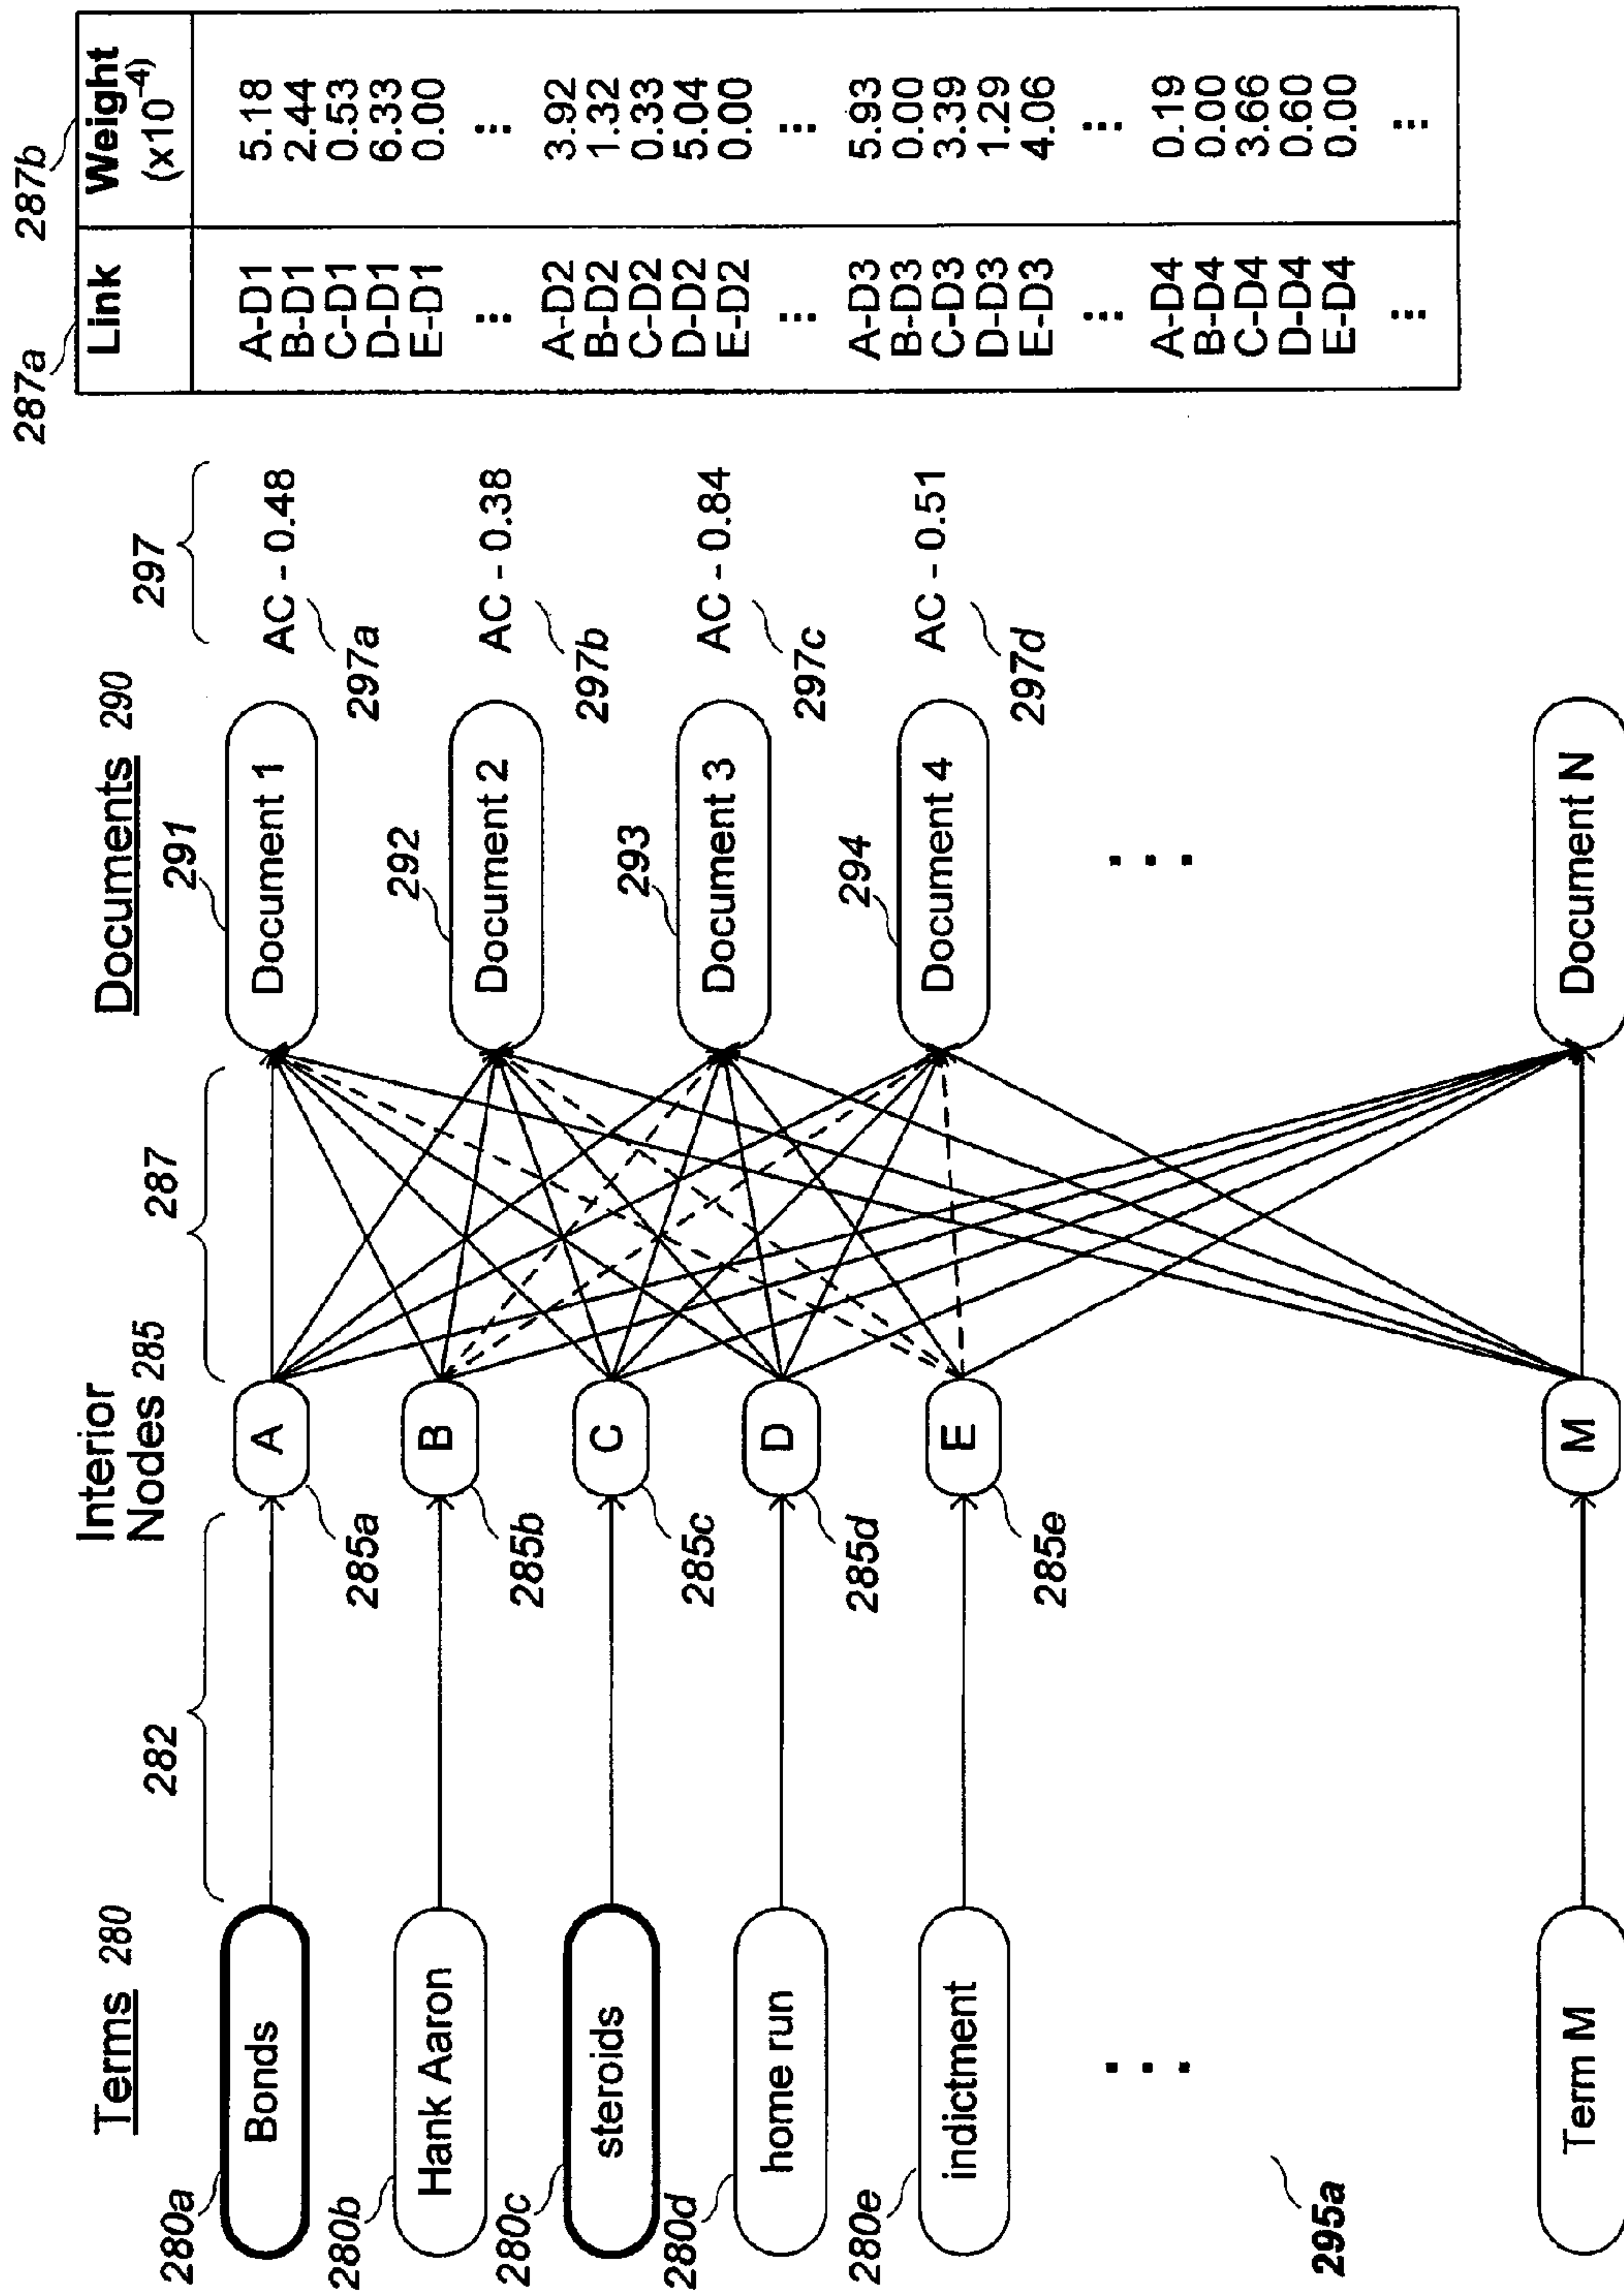 Terms 280
Interior
Nodes 285
Documents 290
282
287
297
287a
287b
280a
Bonds
A
285a
291
Document 1
AC - 0.48
297a
280b
Hank Aaron
B
285b
292
Document 2
AC - 0.38
297b
280c
steroids
C
285c
293
Document 3
AC - 0.84
297c
280d
home run
D
285d
294
Document 4
AC - 0.51
297d
280e
indictment
E
285e
...
...
295a
Term M
M
Document N
Link Weight
(x10⁻⁴)
A-D1 5.18
B-D1 2.44
C-D1 0.53
D-D1 6.33
E-D1 0.00
... ...
A-D2 3.92
B-D2 1.32
C-D2 0.33
D-D2 5.04
E-D2 0.00
... ...
A-D3 5.93
B-D3 0.00
C-D3 3.39
D-D3 1.29
E-D3 4.06
... ...
A-D4 0.19
B-D4 0.00
C-D4 3.66
D-D4 0.60
E-D4 0.00
... ...